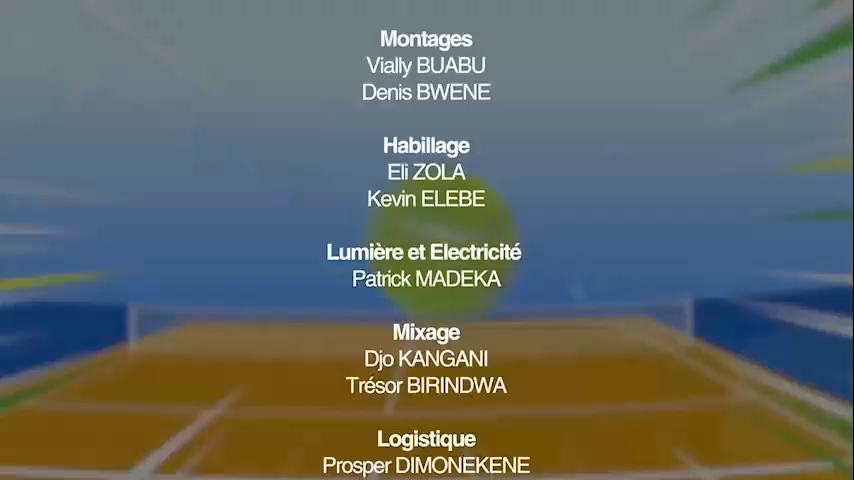 Montages
Vially BUABU
Denis BWENE
Habillage
Eli ZOLA
Kevin ELEBE
Lumière et Electricité
Patrick MADEKA
Mixage
Djo KANGANI
Trésor BIRINDWA
Logistique
Prosper DIMONEKENE